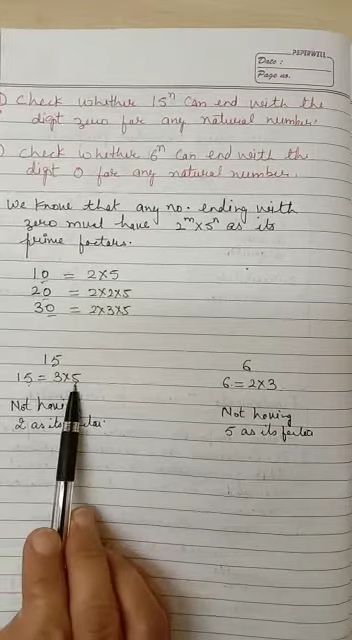 PAPERWELL
Date :
Page no.
) Check whether 15ⁿ can end with the
digit zero for any natural number.
) Check whether 6ⁿ can end with the
digit 0 for any natural number.
We know that any no. ending with
zero must have 2ᵐ×5ⁿ as its
prime factors.
10 = 2×5
20 = 2×2×5
30 = 2×3×5
15
15 = 3×5
Not
2 as its
6
6 = 2×3
Not having
5 as its factor